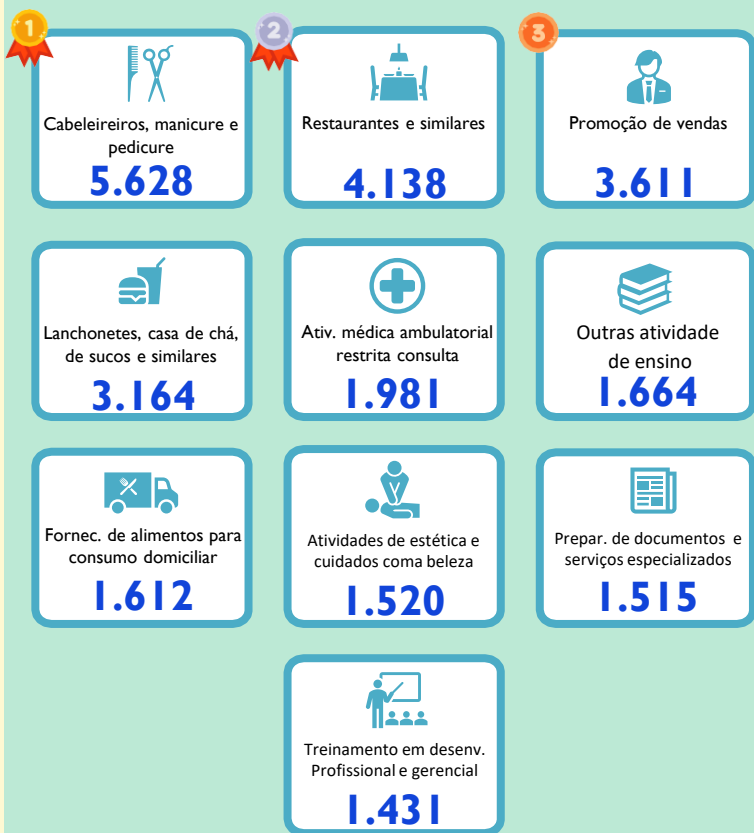 1
Cabeleireiros, manicure e
pedicure
5.628
2
Restaurantes e similares
4.138
3
Promoção de vendas
3.611
Lanchonetes, casa de chá,
de sucos e similares
3.164
Ativ. médica ambulatorial
restrita consulta
1.981
Outras atividade
de ensino
1.664
Fornec. de alimentos para
consumo domiciliar
1.612
Atividades de estética e
cuidados coma beleza
1.520
Prepar. de documentos e
serviços especializados
1.515
Treinamento em desenv.
Profissional e gerencial
1.431